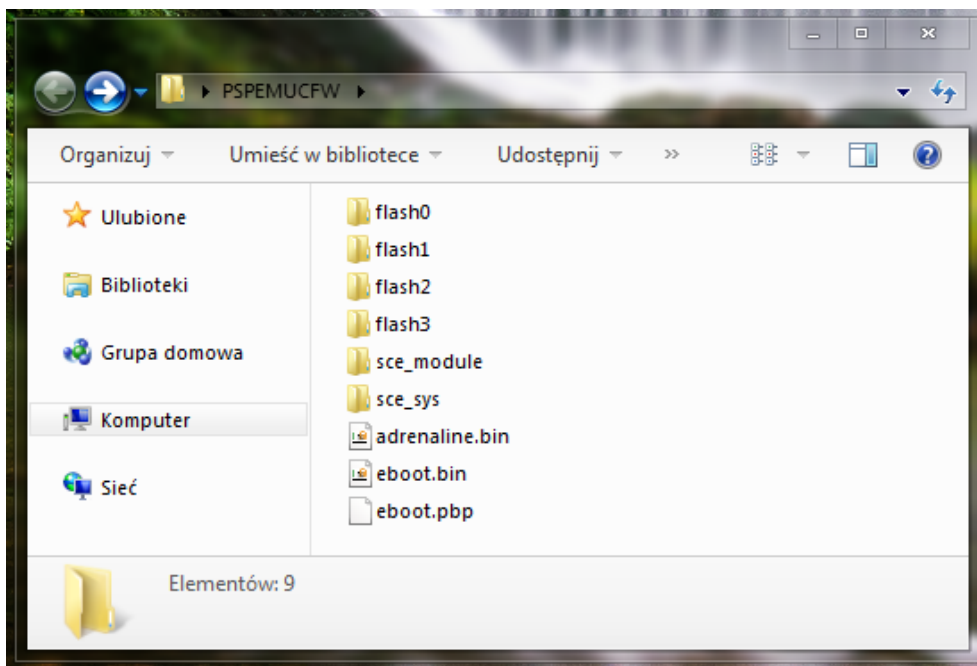 PSPEMUCFW
Organizuj Umieść w bibliotece Udostępnij »
Ulubione
Biblioteki
Grupa domowa
Komputer
Sieć
flash0
flash1
flash2
flash3
sce_module
sce_sys
adrenaline.bin
eboot.bin
eboot.pbp
Elementów: 9